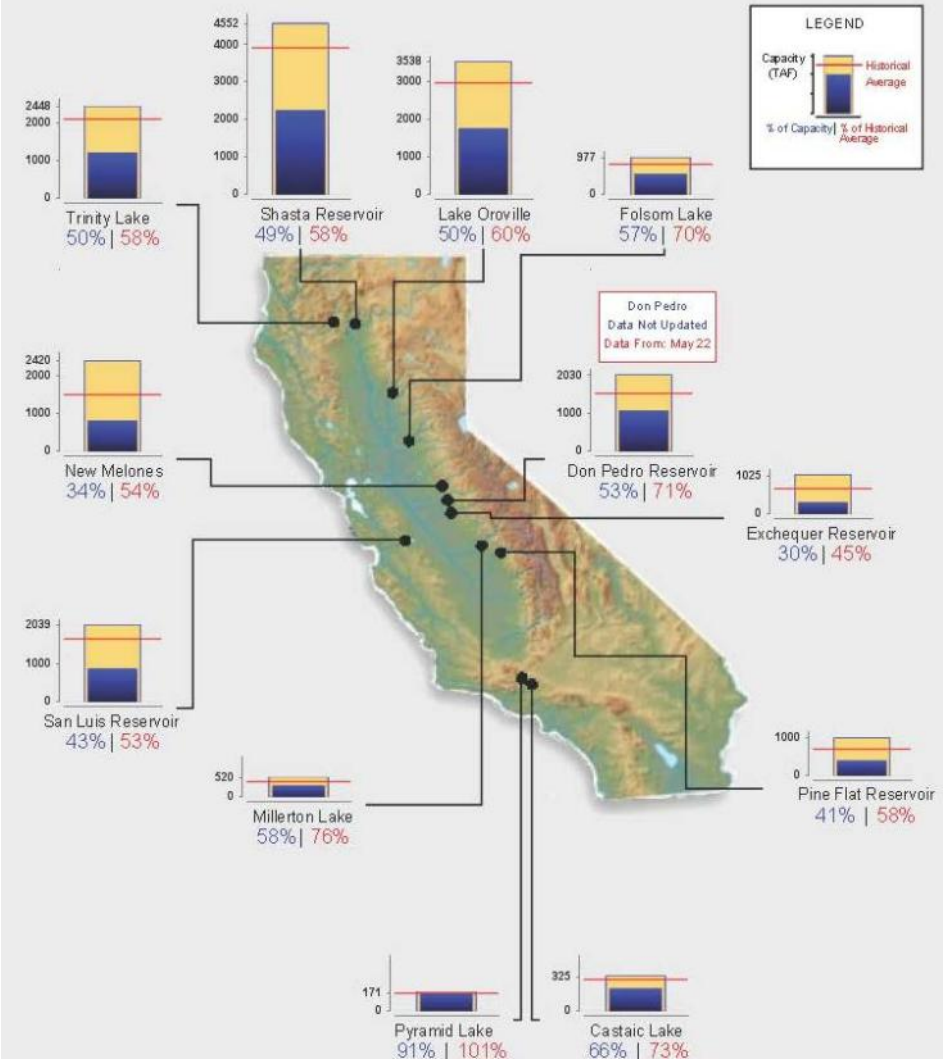 LEGEND
Capacity
(TAF)
Historical
Average
% of Capacity | % of Historical
Average
2448
2000
1000
0
Trinity Lake
50% | 58%
4552
4000
3000
2000
1000
0
Shasta Reservoir
49% | 58%
3538
3000
2000
1000
0
Lake Oroville
50% | 60%
977
0
Folsom Lake
57% | 70%
Don Pedro
Data Not Updated
Data From: May 22
2420
2000
1000
0
New Melones
34% | 54%
2030
1000
0
Don Pedro Reservoir
53% | 71%
1025
0
Exchequer Reservoir
30% | 45%
2039
1000
0
San Luis Reservoir
43% | 53%
520
0
Millerton Lake
58% | 76%
1000
0
Pine Flat Reservoir
41% | 58%
171
0
Pyramid Lake
91% | 101%
325
0
Castaic Lake
66% | 73%